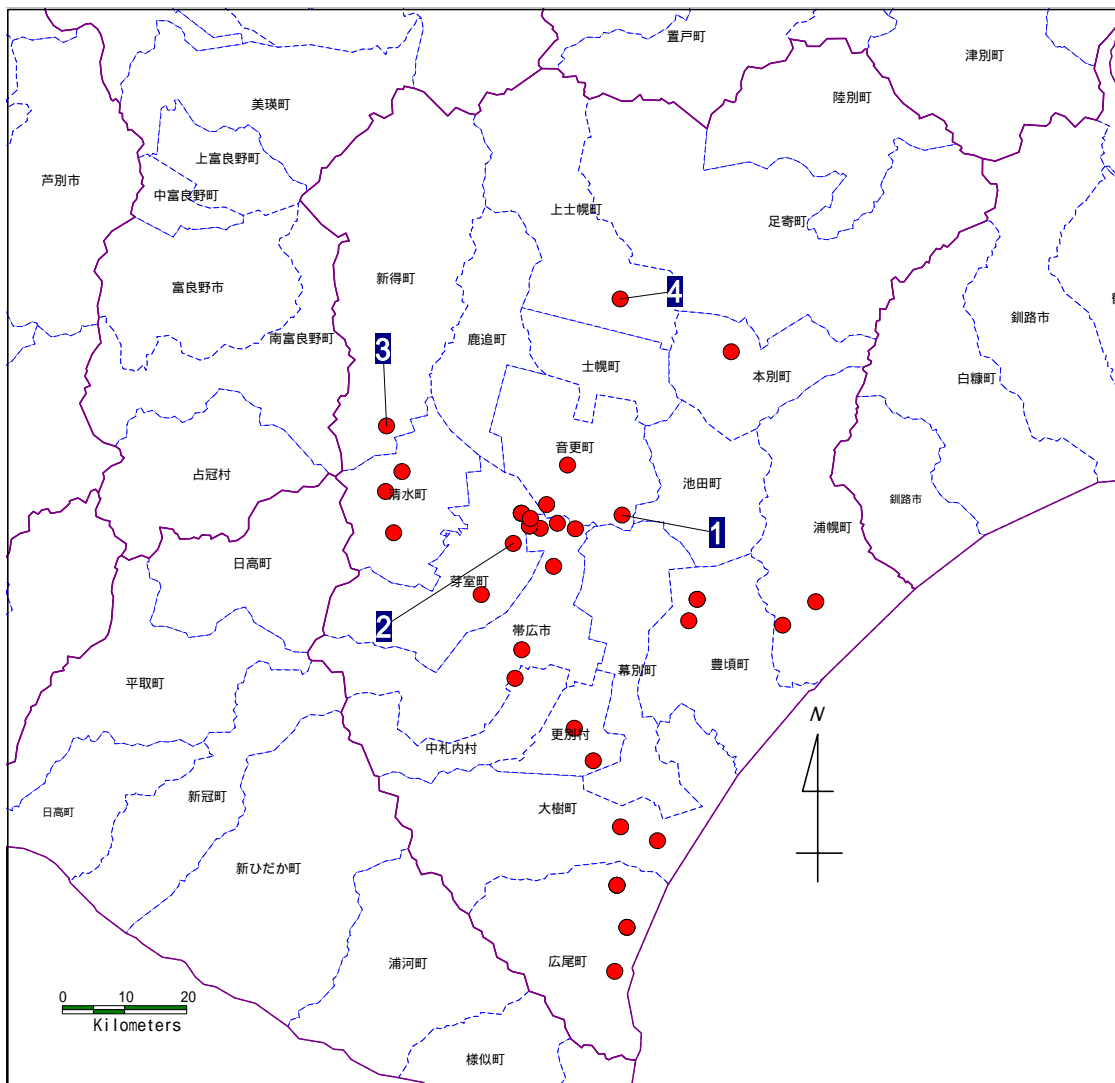 置戸町
津別町
陸別町
美瑛町
上富良野町
芦別市
中富良野町
上士幌町
足寄町
新得町
富良野市
4
釧路市
南富良野町
鹿追町
3
士幌町
本別町
白糠町
音更町
占冠村
池田町
清水町
釧路市
1
浦幌町
日高町
芽室町
2
帯広市
幕別町
豊頃町
平取町
N
更別村
中札内村
新冠町
日高町
大樹町
新ひだか町
広尾町
浦河町
0 10 20
Kilometers
様似町